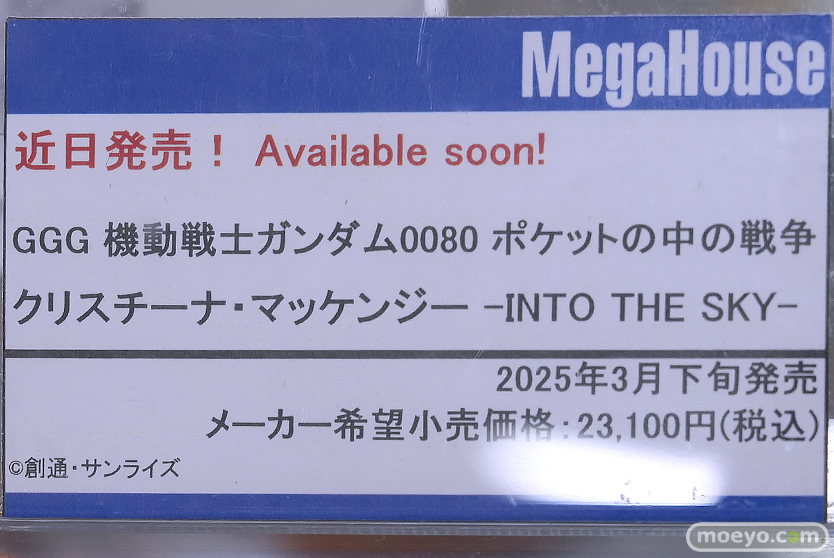 MegaHouse
近日発売！ Available soon!
GGG 機動戦士ガンダム0080 ポケットの中の戦争
クリスチーナ・マッケンジー -INTO THE SKY-
2025年3月下旬発売
メーカー希望小売価格：23,100円(税込)
©創通・サンライズ
moeyo.com